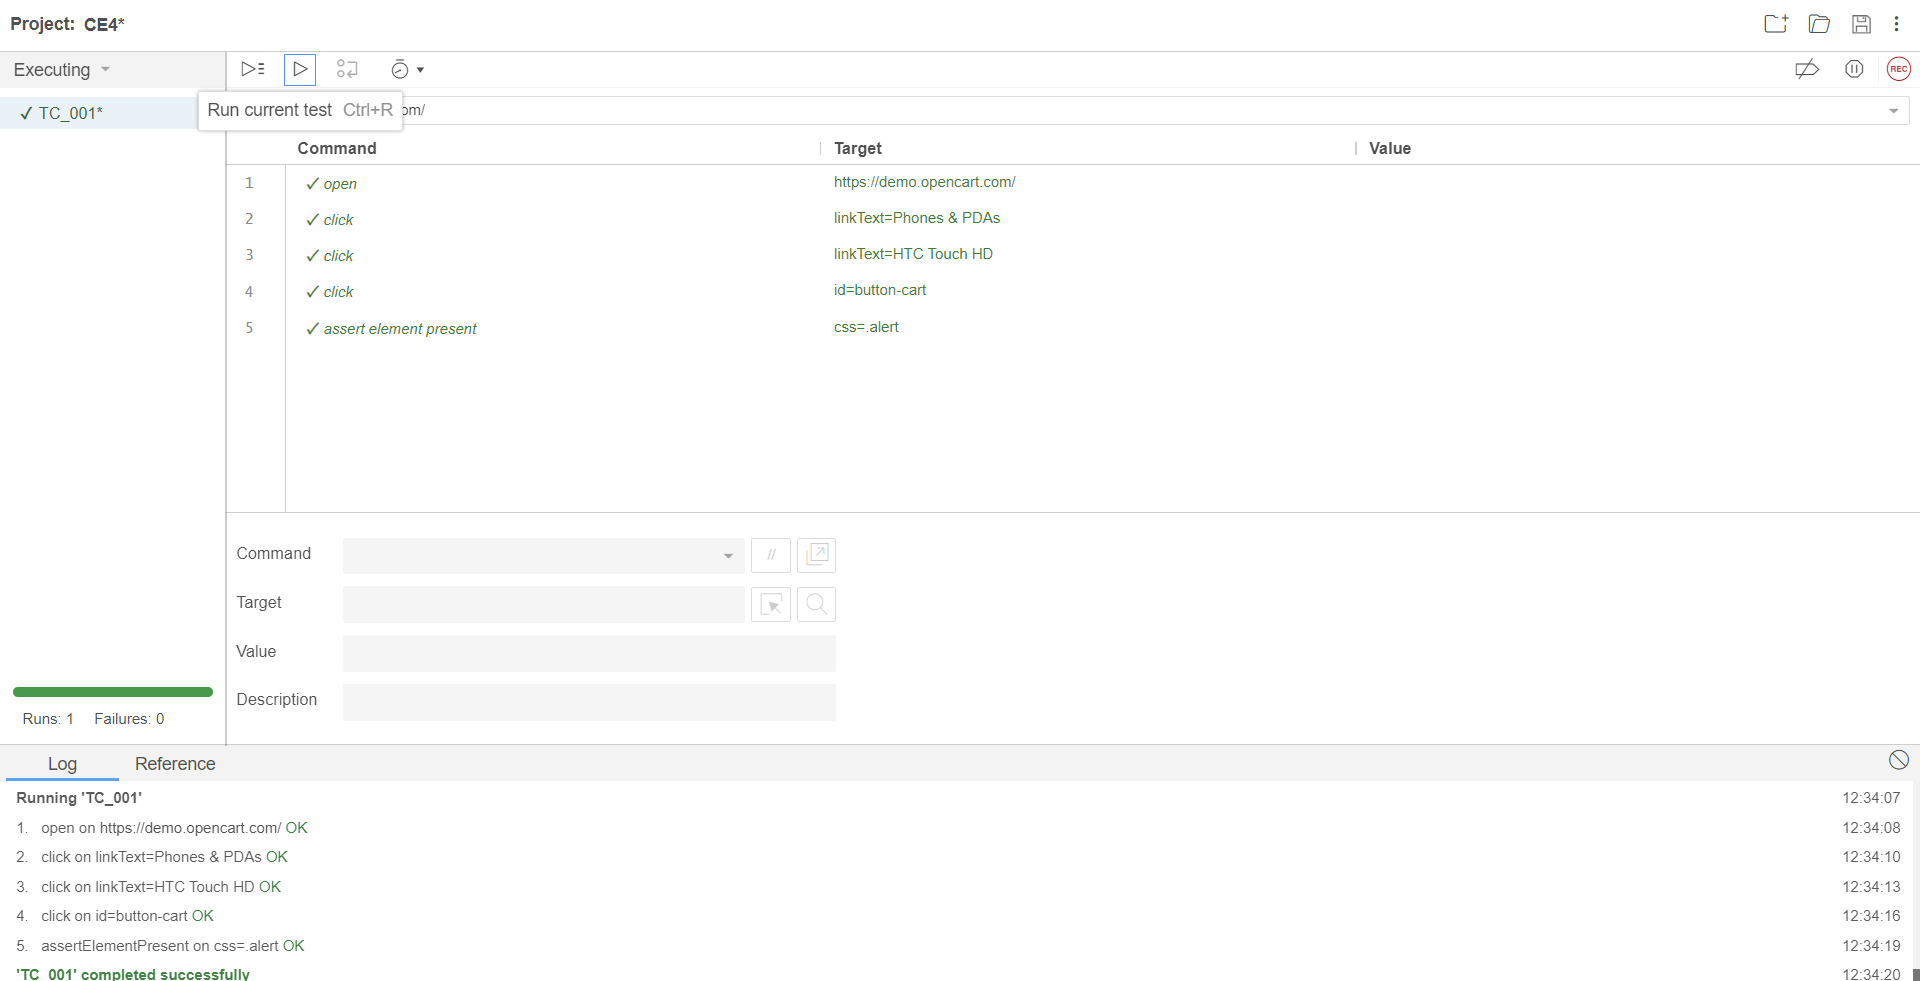 Project: CE4*
Executing
REC
✓ TC_001*
Run current test Ctrl+R
om/
Command Target Value
1 ✓ open https://demo.opencart.com/
2 ✓ click linkText=Phones & PDAs
3 ✓ click linkText=HTC Touch HD
4 ✓ click id=button-cart
5 ✓ assert element present css=.alert
Command
//
Target
Value
Description
Runs: 1 Failures: 0
Log Reference
Running 'TC_001' 12:34:07
1. open on https://demo.opencart.com/ OK 12:34:08
2. click on linkText=Phones & PDAs OK 12:34:10
3. click on linkText=HTC Touch HD OK 12:34:13
4. click on id=button-cart OK 12:34:16
5. assertElementPresent on css=.alert OK 12:34:19
'TC_001' completed successfully 12:34:20